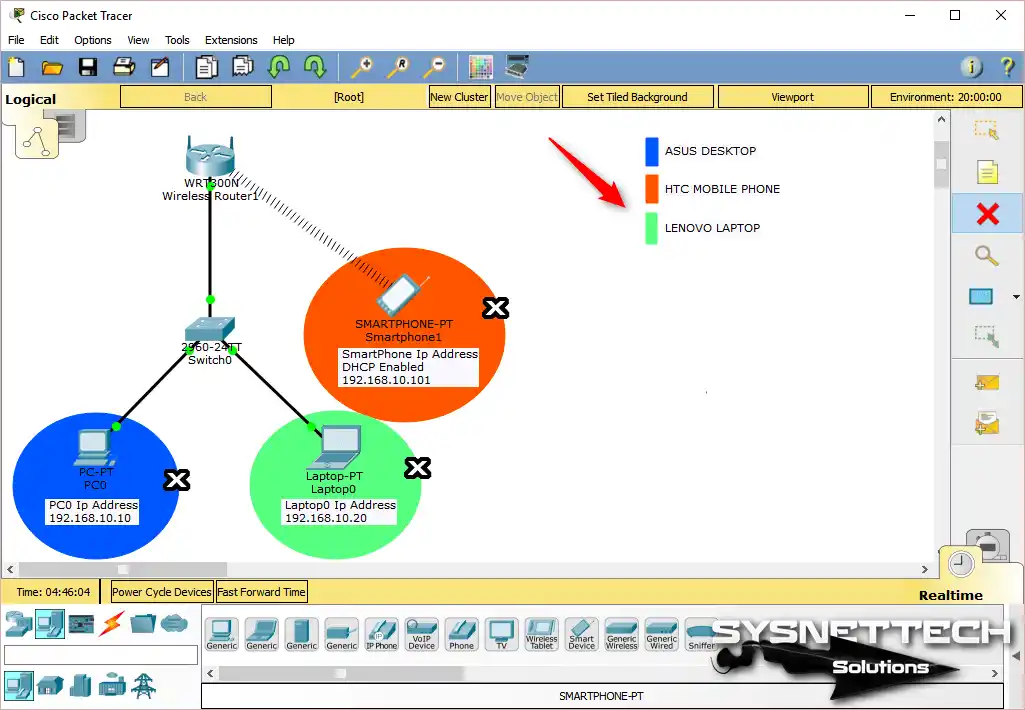 Cisco Packet Tracer
File Edit Options View Tools Extensions Help
R
i ?
Logical
Back
[Root]
New Cluster
Move Object
Set Tiled Background
Viewport
Environment: 20:00:00
WRT300N
Wireless Router1
ASUS DESKTOP
HTC MOBILE PHONE
LENOVO LAPTOP
SMARTPHONE-PT
Smartphone1
SmartPhone Ip Address
DHCP Enabled
192.168.10.101
2960-24TT
Switch0
PC-PT
PC0
PC0 Ip Address
192.168.10.10
Laptop-PT
Laptop0
Laptop0 Ip Address
192.168.10.20
Time: 04:46:04
Power Cycle Devices
Fast Forward Time
Realtime
Generic
Generic
Generic
Generic
IP
IP Phone
VoIP
Device
Phone
TV
Wireless
Tablet
Smart
Device
Generic
Wireless
Generic
Wired
Sniffer
SYSNETTECH
Solutions
SMARTPHONE-PT